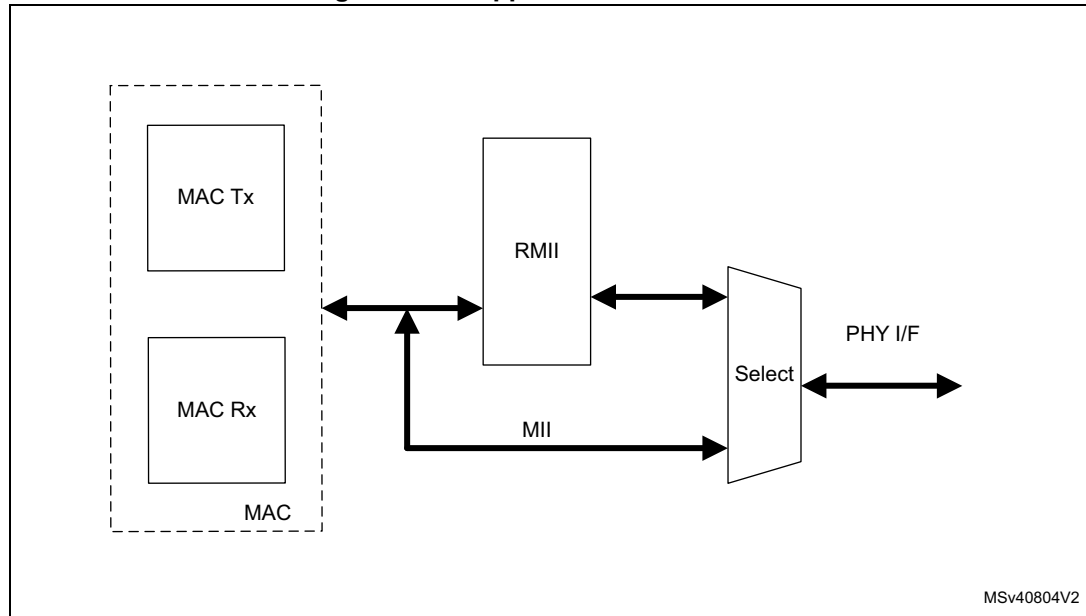 MAC Tx
RMII
PHY I/F
Select
MAC Rx
MII
MAC
MSv40804V2